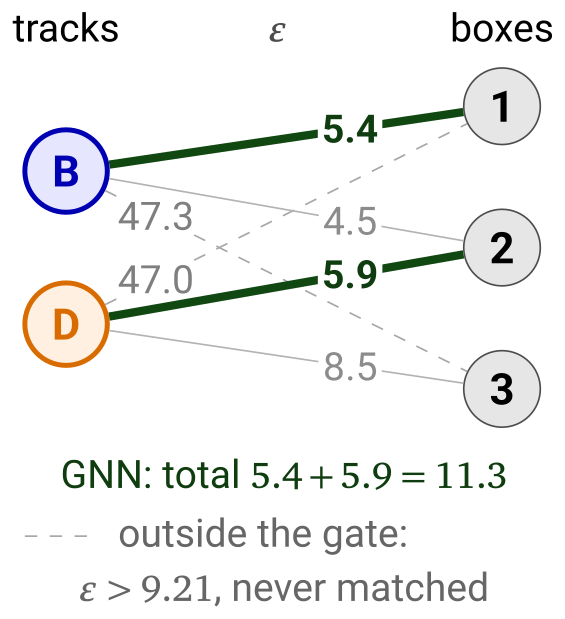 tracks ε boxes
1
5.4
B
47.3
4.5
2
47.0
5.9
D
8.5
3
GNN: total 5.4 + 5.9 = 11.3
outside the gate:
ε > 9.21, never matched